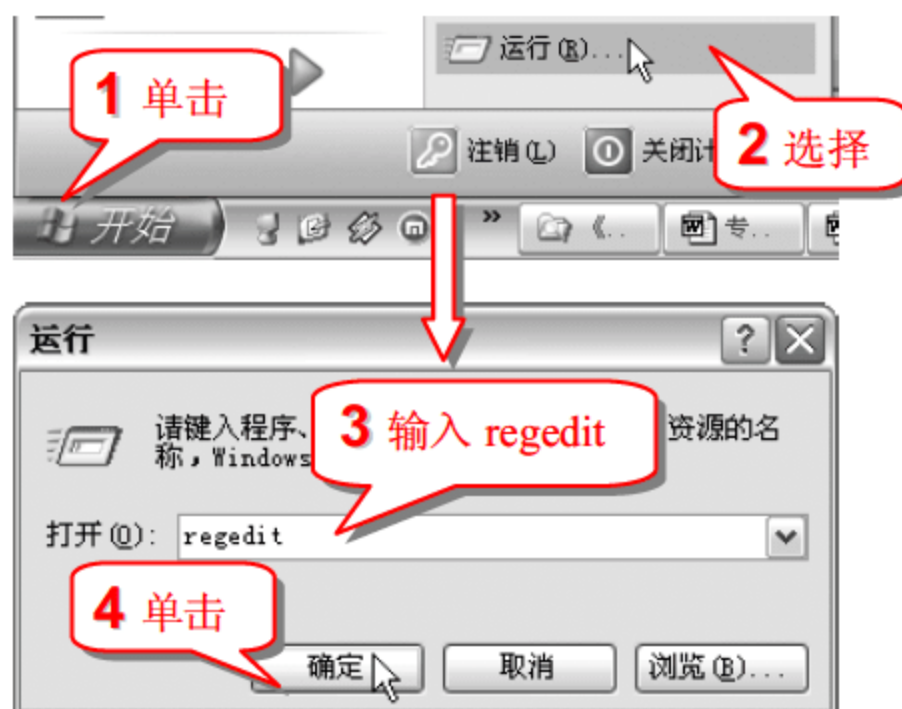 运行(R)...
1 单击
注销(L)
关闭计
2 选择
开始
»
《..
专..
运行
请键入程序、
资源的名
称，Windows
3 输入 regedit
打开(O):
regedit
4 单击
确定
取消
浏览(B)...